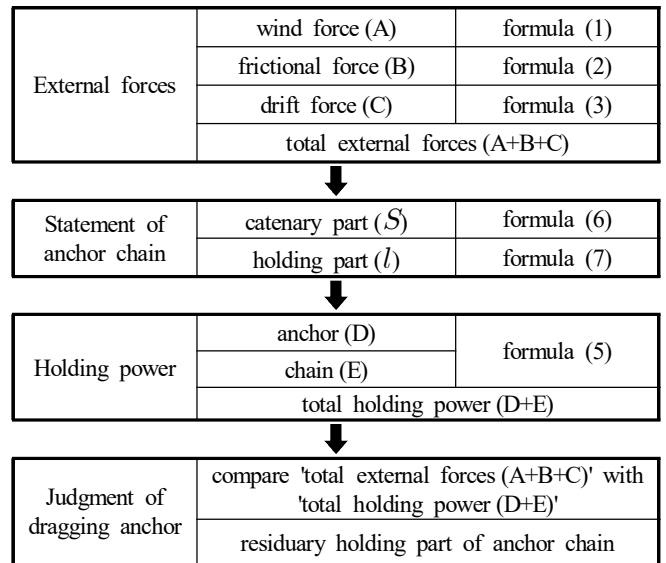 External forces
wind force (A)
formula (1)
frictional force (B)
formula (2)
drift force (C)
formula (3)
total external forces (A+B+C)
Statement of
anchor chain
catenary part (S)
formula (6)
holding part (l)
formula (7)
Holding power
anchor (D)
chain (E)
formula (5)
total holding power (D+E)
Judgment of
dragging anchor
compare 'total external forces (A+B+C)' with
'total holding power (D+E)'
residuary holding part of anchor chain